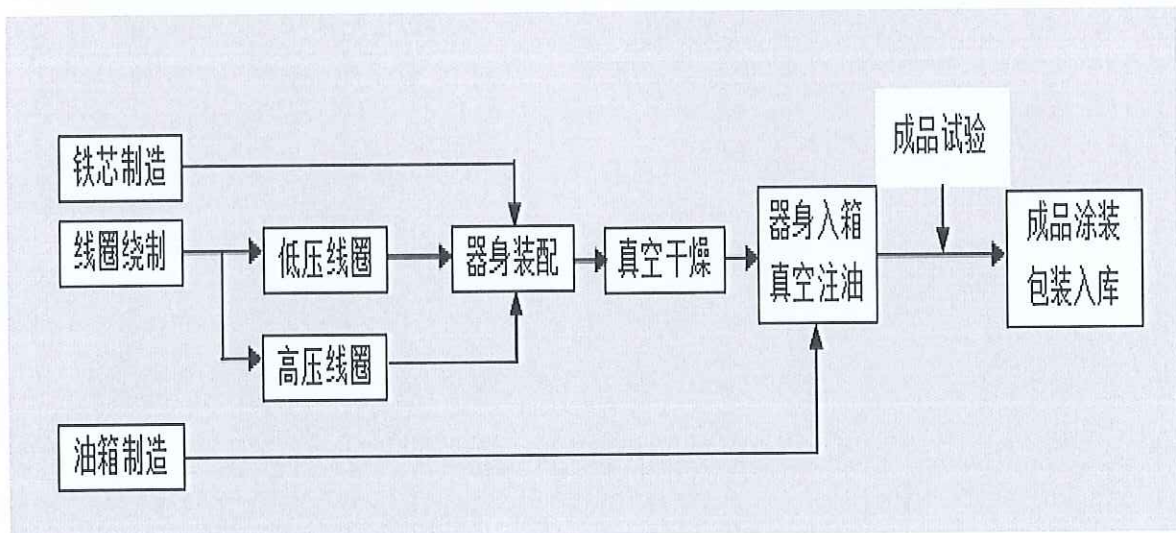 成品试验
铁芯制造
线圈绕制
低压线圈
高压线圈
器身装配
真空干燥
器身入箱
真空注油
成品涂装
包装入库
油箱制造